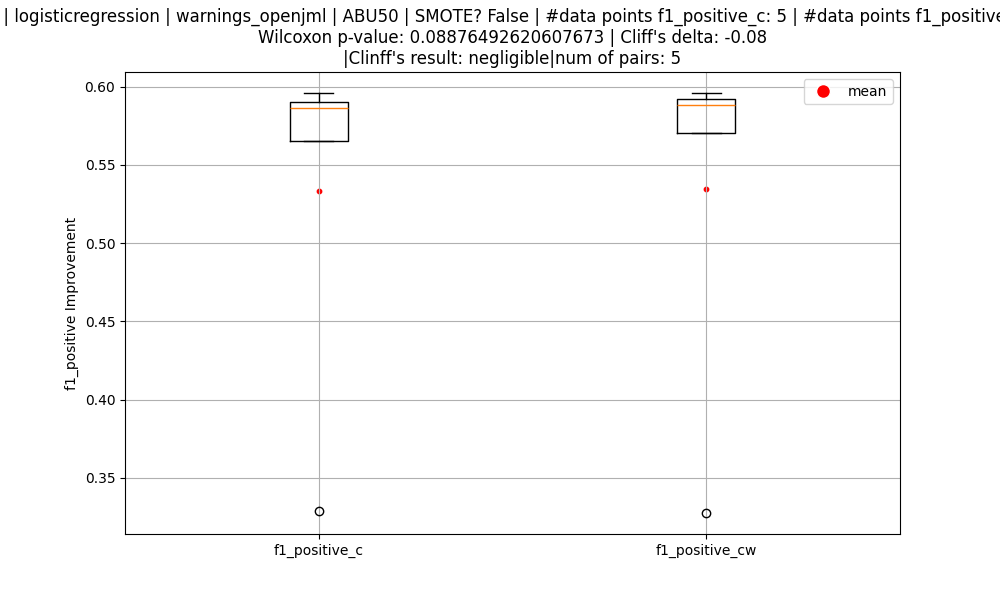 | logisticregression | warnings_openjml | ABU50 | SMOTE? False | #data points f1_positive_c: 5 | #data points f1_positive
Wilcoxon p-value: 0.08876492620607673 | Cliff's delta: -0.08
|Clinff's result: negligible|num of pairs: 5
mean
0.60
0.55
0.50
0.45
0.40
0.35
f1_positive Improvement
f1_positive_c
f1_positive_cw